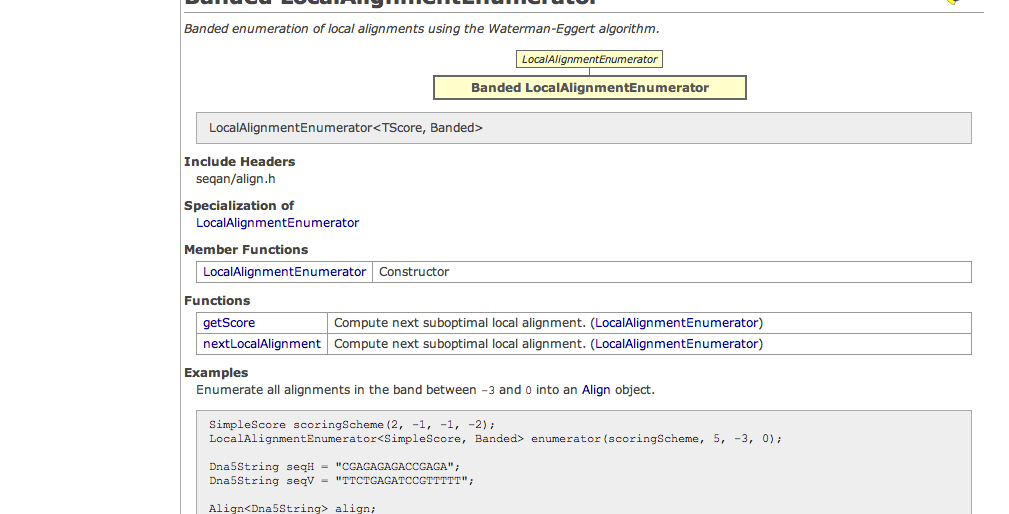 Banded LocalAlignmentEnumerator
Banded enumeration of local alignments using the Waterman-Eggert algorithm.
LocalAlignmentEnumerator
Banded LocalAlignmentEnumerator
LocalAlignmentEnumerator<TScore, Banded>
Include Headers
seqan/align.h
Specialization of
LocalAlignmentEnumerator
Member Functions
LocalAlignmentEnumerator Constructor
Functions
getScore Compute next suboptimal local alignment. (LocalAlignmentEnumerator)
nextLocalAlignment Compute next suboptimal local alignment. (LocalAlignmentEnumerator)
Examples
Enumerate all alignments in the band between -3 and 0 into an Align object.
SimpleScore scoringScheme(2, -1, -1, -2);
LocalAlignmentEnumerator<SimpleScore, Banded> enumerator(scoringScheme, 5, -3, 0);
Dna5String seqH = "CGAGAGAGACCGAGA";
Dna5String seqV = "TTCTGAGATCCGTTTTT";
Align<Dna5String> align;